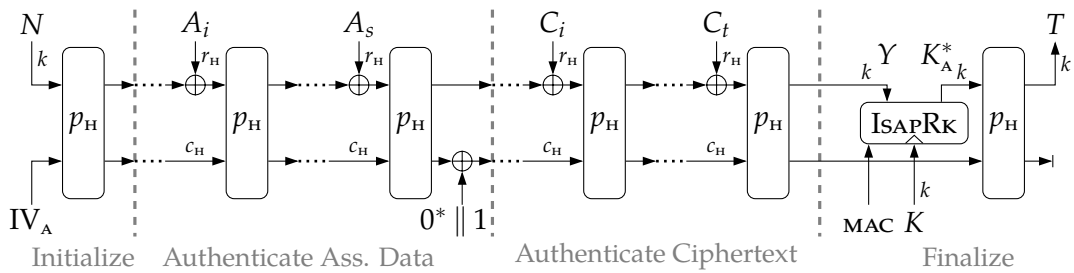 N A_i A_s C_i C_t Y K*_A T
k r_H r_H r_H r_H k k k
p_H p_H p_H p_H p_H IsapRk p_H
c_H c_H c_H c_H
k
IV_A 0* ∥ 1 MAC K
Initialize Authenticate Ass. Data Authenticate Ciphertext Finalize